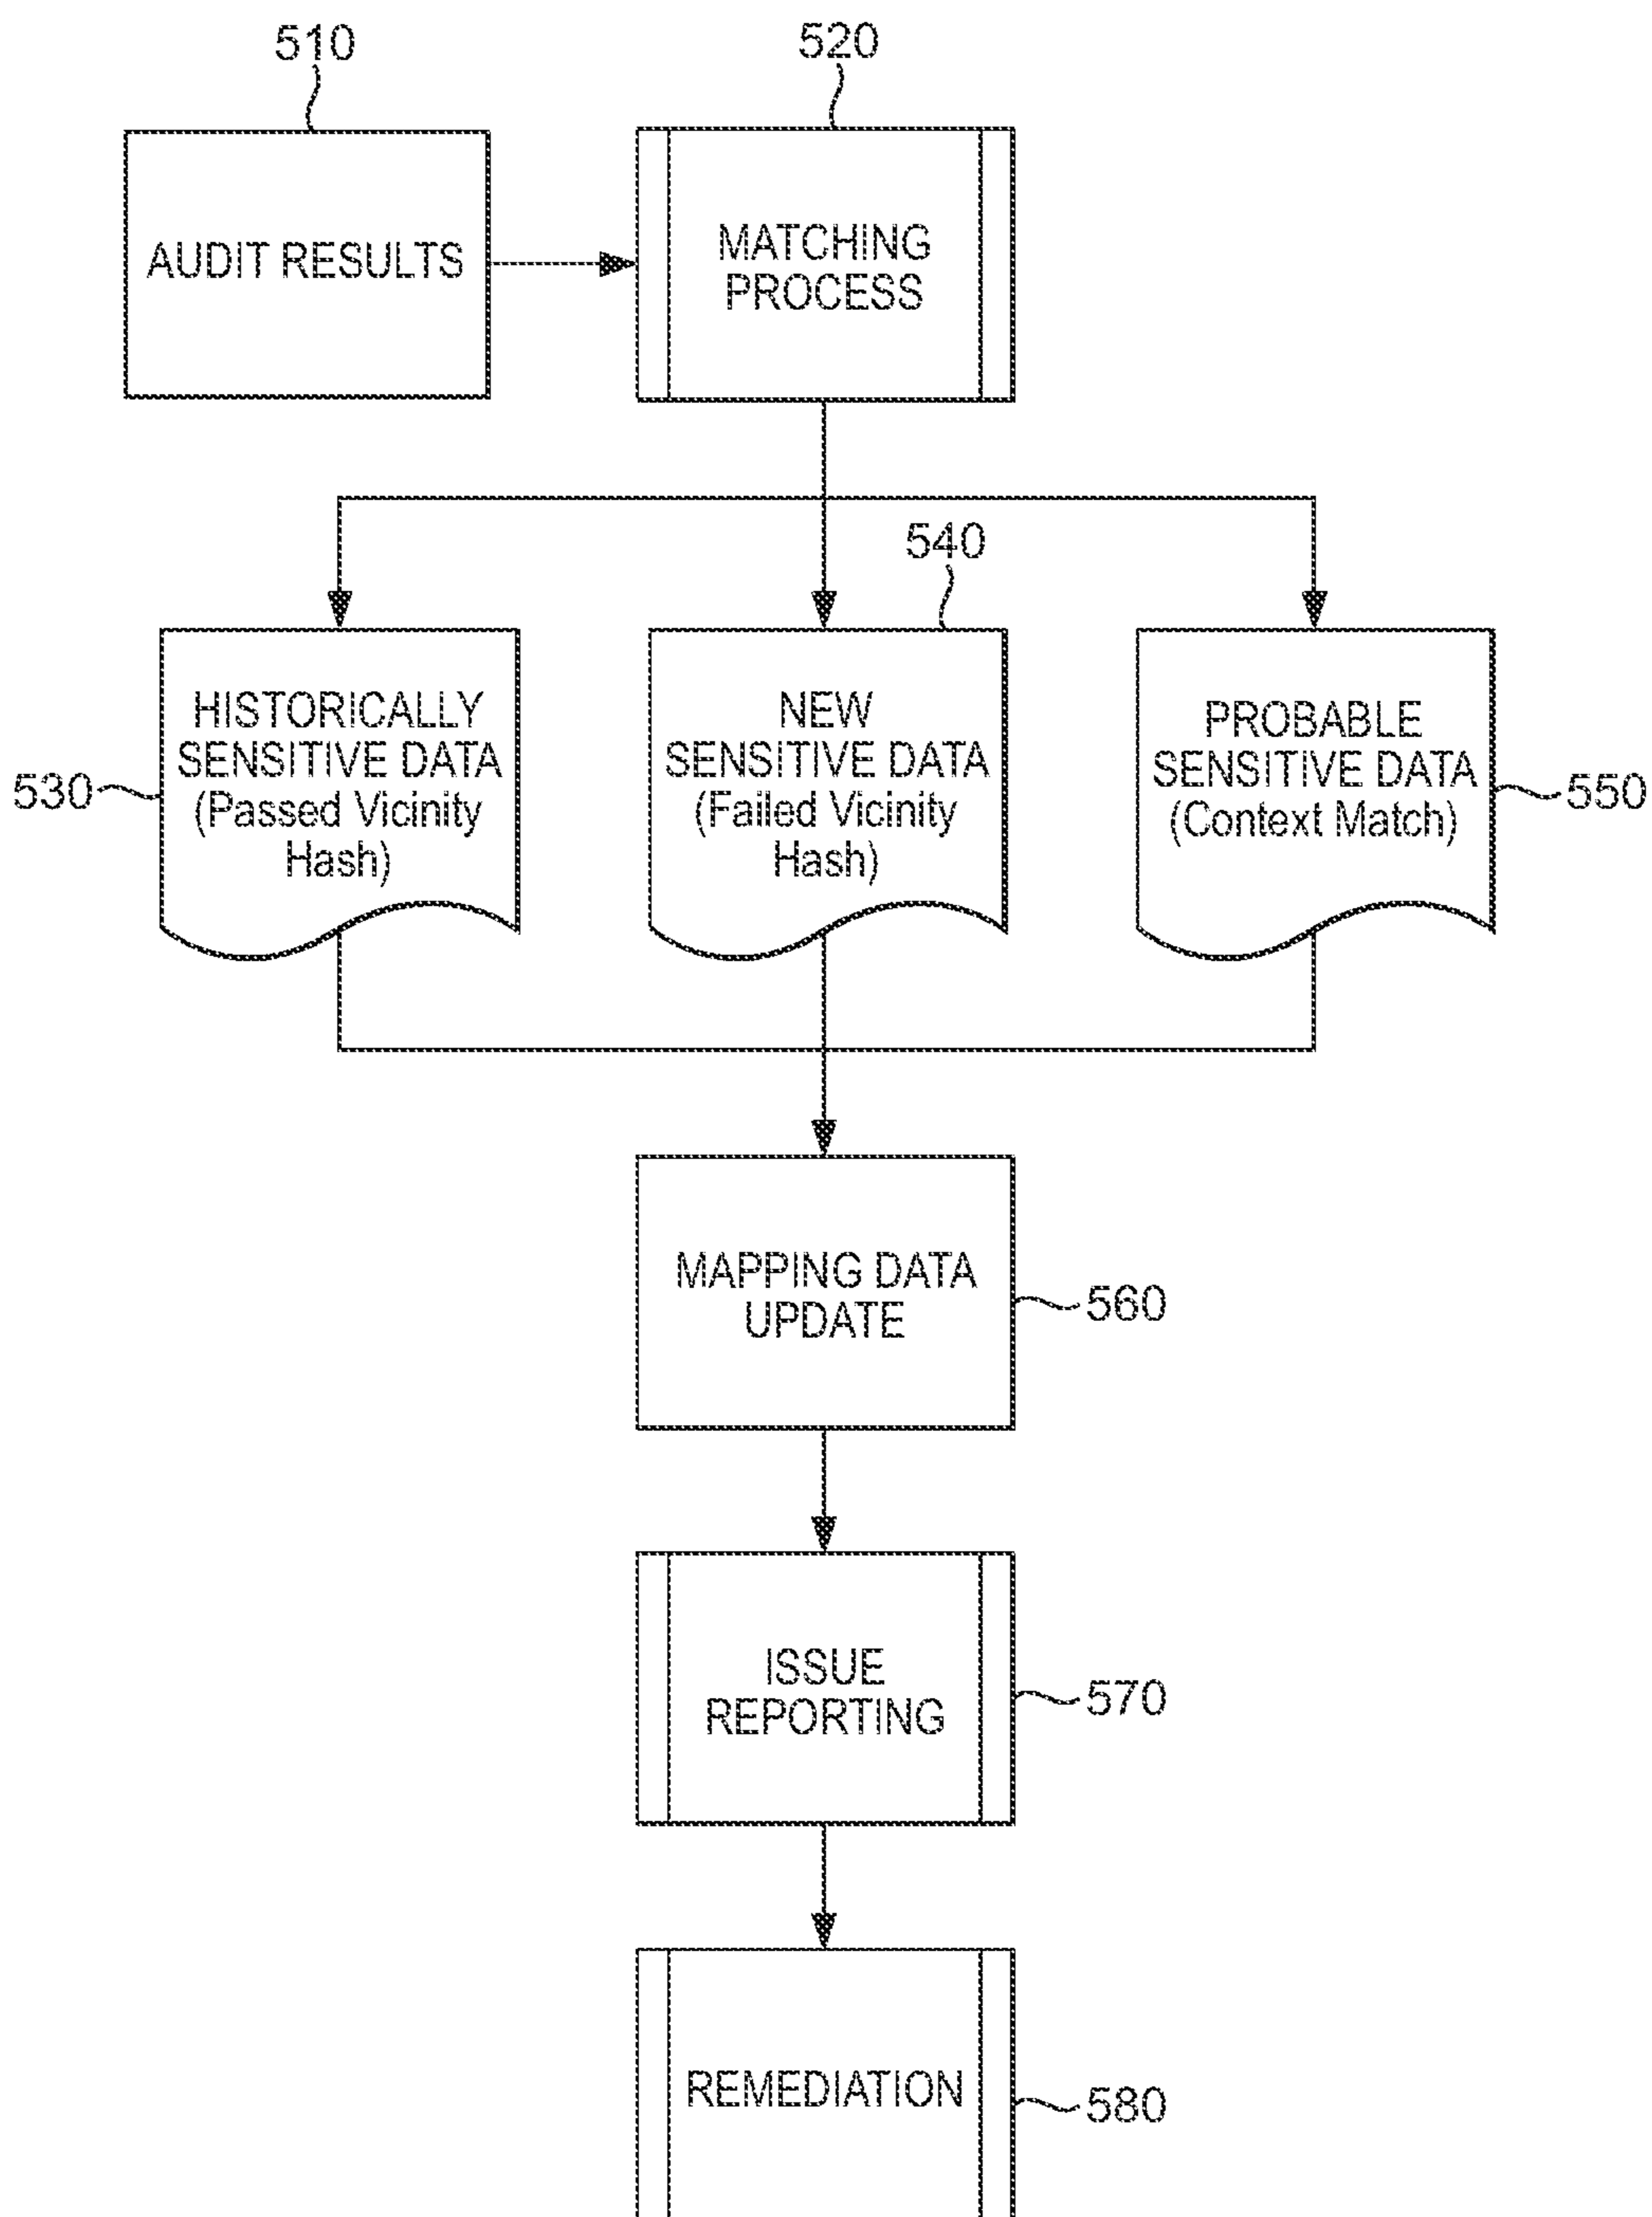 510
520
AUDIT RESULTS
MATCHING
PROCESS
540
HISTORICALLY
SENSITIVE DATA
(Passed Vicinity
Hash)
530
NEW
SENSITIVE DATA
(Failed Vicinity
Hash)
PROBABLE
SENSITIVE DATA
(Context Match)
550
MAPPING DATA
UPDATE
560
ISSUE
REPORTING
570
REMEDIATION
580